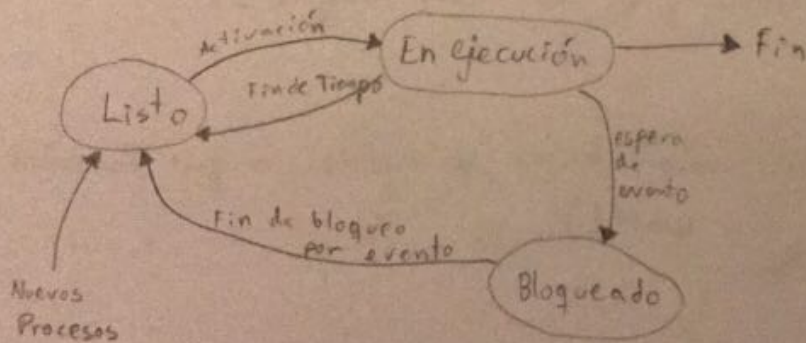 Activación
En Ejecución
Fin
Fin de Tiempo
Listo
espera
de
evento
Fin de bloqueo
por evento
Bloqueado
Nuevos
Procesos